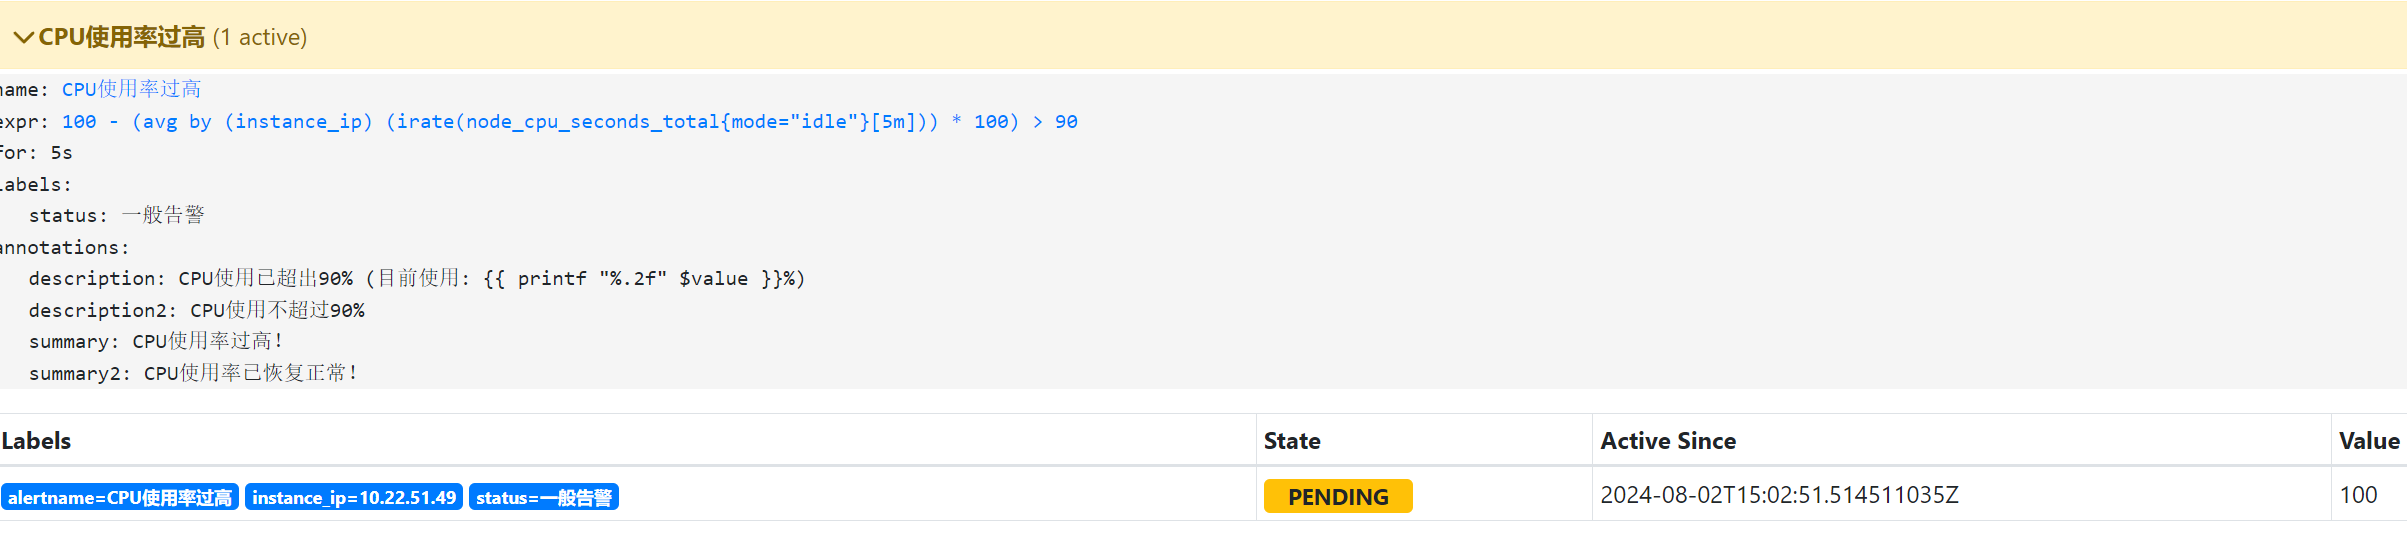 CPU使用率过高 (1 active)
name: CPU使用率过高
expr: 100 - (avg by (instance_ip) (irate(node_cpu_seconds_total{mode="idle"}[5m])) * 100) > 90
for: 5s
labels:
status: 一般告警
annotations:
description: CPU使用已超出90% (目前使用: {{ printf "%.2f" $value }}%)
description2: CPU使用不超过90%
summary: CPU使用率过高!
summary2: CPU使用率已恢复正常!
Labels State Active Since Value
alertname=CPU使用率过高 instance_ip=10.22.51.49 status=一般告警 PENDING 2024-08-02T15:02:51.514511035Z 100